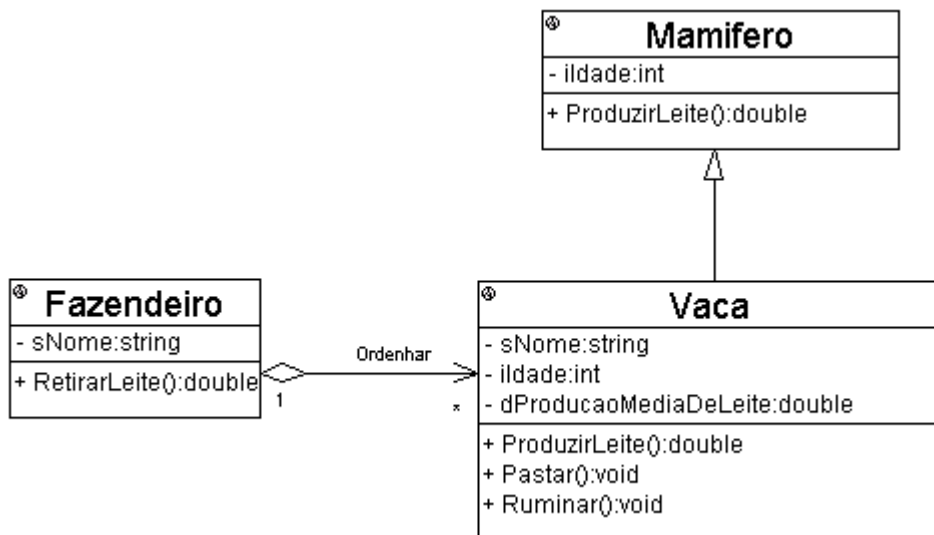 Mamifero
- iIdade:int
+ ProduzirLeite():double
Fazendeiro
- sNome:string
+ RetirarLeite():double
Ordenhar
1
*
Vaca
- sNome:string
- iIdade:int
- dProducaoMediaDeLeite:double
+ ProduzirLeite():double
+ Pastar():void
+ Ruminar():void